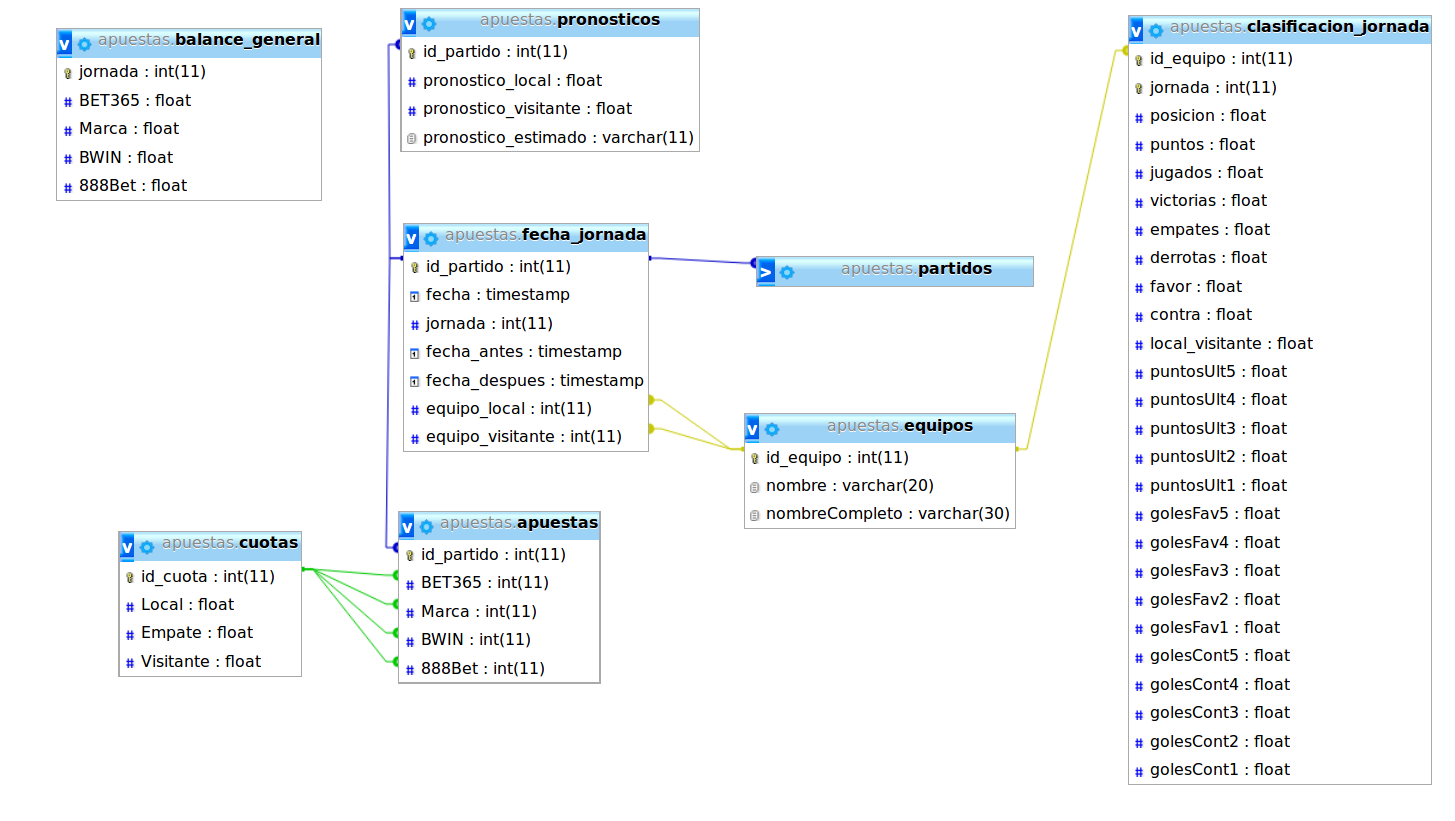 apuestas.balance_general
jornada : int(11)
BET365 : float
Marca : float
BWIN : float
888Bet : float
apuestas.pronosticos
id_partido : int(11)
pronostico_local : float
pronostico_visitante : float
pronostico_estimado : varchar(11)
apuestas.fecha_jornada
id_partido : int(11)
fecha : timestamp
jornada : int(11)
fecha_antes : timestamp
fecha_despues : timestamp
equipo_local : int(11)
equipo_visitante : int(11)
apuestas.partidos
apuestas.equipos
id_equipo : int(11)
nombre : varchar(20)
nombreCompleto : varchar(30)
apuestas.cuotas
id_cuota : int(11)
Local : float
Empate : float
Visitante : float
apuestas.apuestas
id_partido : int(11)
BET365 : int(11)
Marca : int(11)
BWIN : int(11)
888Bet : int(11)
apuestas.clasificacion_jornada
id_equipo : int(11)
jornada : int(11)
posicion : float
puntos : float
jugados : float
victorias : float
empates : float
derrotas : float
favor : float
contra : float
local_visitante : float
puntosUlt5 : float
puntosUlt4 : float
puntosUlt3 : float
puntosUlt2 : float
puntosUlt1 : float
golesFav5 : float
golesFav4 : float
golesFav3 : float
golesFav2 : float
golesFav1 : float
golesCont5 : float
golesCont4 : float
golesCont3 : float
golesCont2 : float
golesCont1 : float